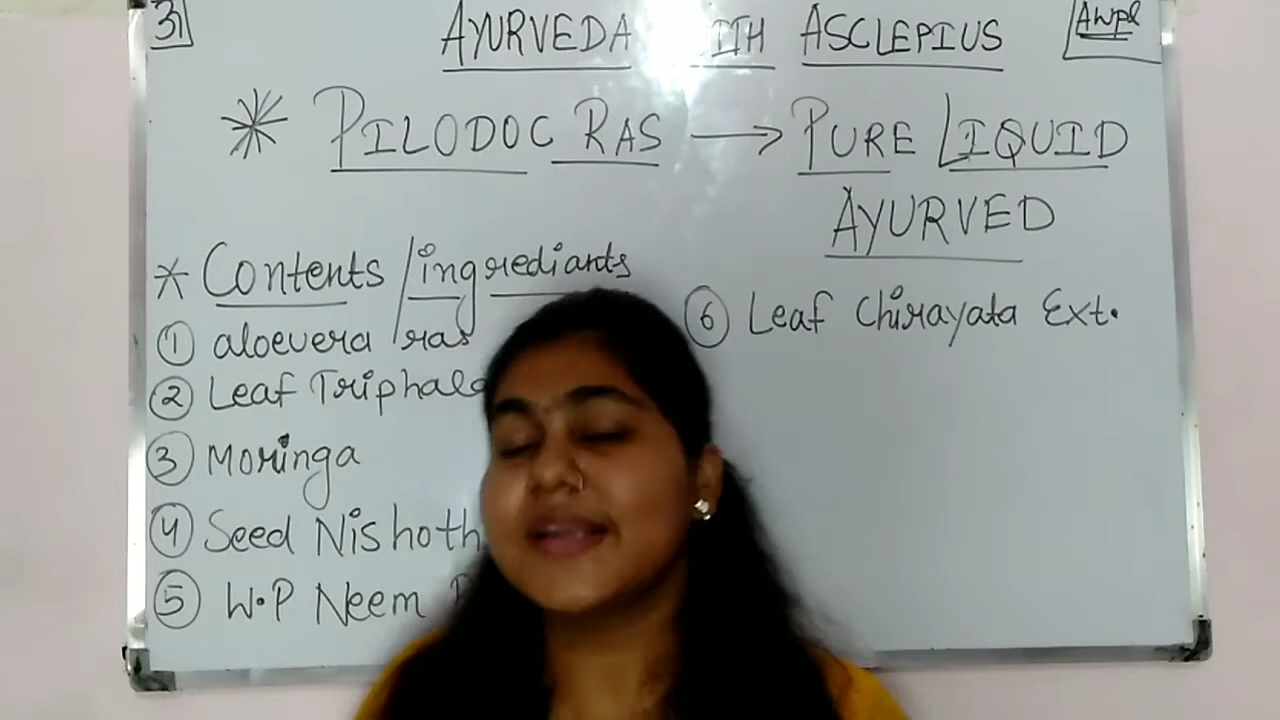 31
AYURVEDA WITH ASCLEPIUS
AWPL
* PILODOC RAS → PURE LIQUID
AYURVED
* Contents / ingrediants
① aloevera ras
② Leaf Triphala
③ Moringa
④ Seed Nishoth
⑤ W.P Neem
⑥ Leaf Chirayata Ext.